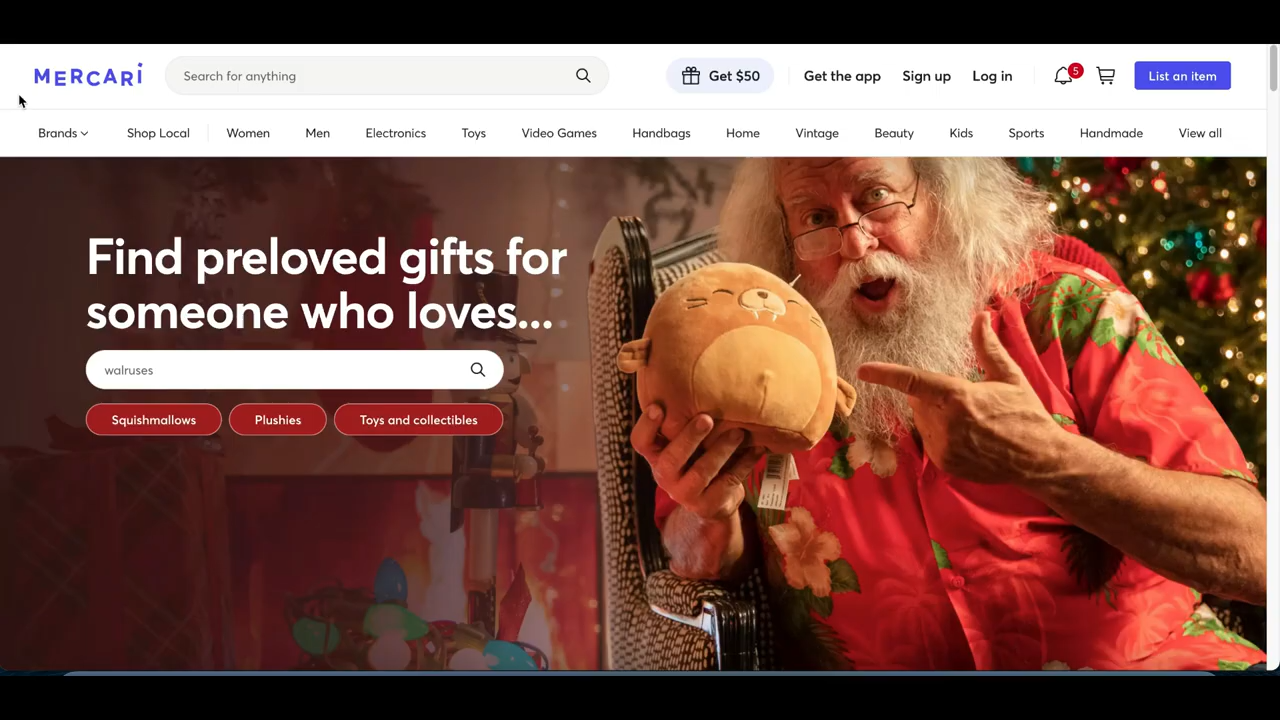 MERCARI
Search for anything
Get $50
Get the app
Sign up
Log in
5
List an item
Brands
Shop Local
Women
Men
Electronics
Toys
Video Games
Handbags
Home
Vintage
Beauty
Kids
Sports
Handmade
View all
Find preloved gifts for
someone who loves...
walruses
Squishmallows
Plushies
Toys and collectibles